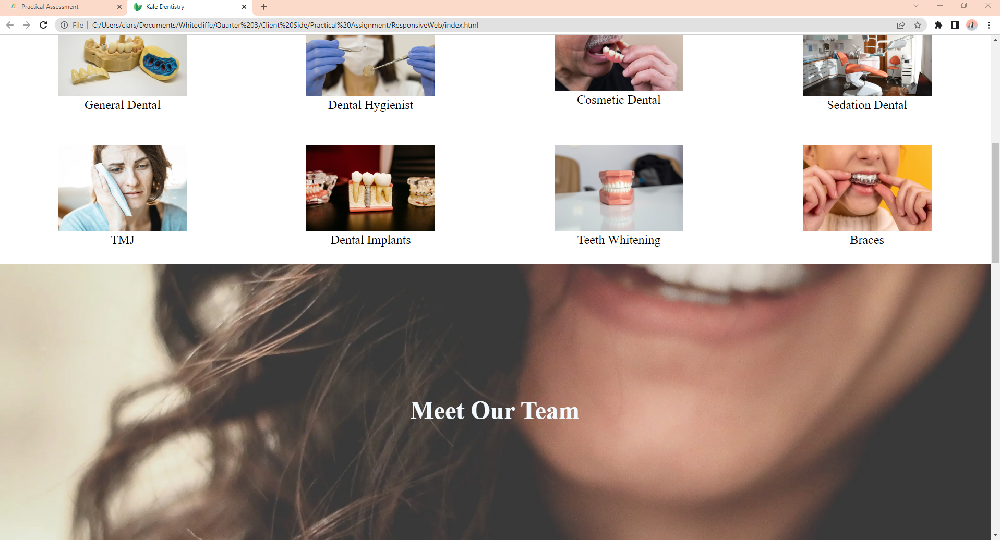 Practical Assessment
Kale Dentistry
File
C:/Users/ciars/Documents/Whitecliffe/Quarter%203/Client%20Side/Practical%20Assignment/ResponsiveWeb/index.html
General Dental
Dental Hygienist
Cosmetic Dental
Sedation Dental
TMJ
Dental Implants
Teeth Whitening
Braces
Meet Our Team